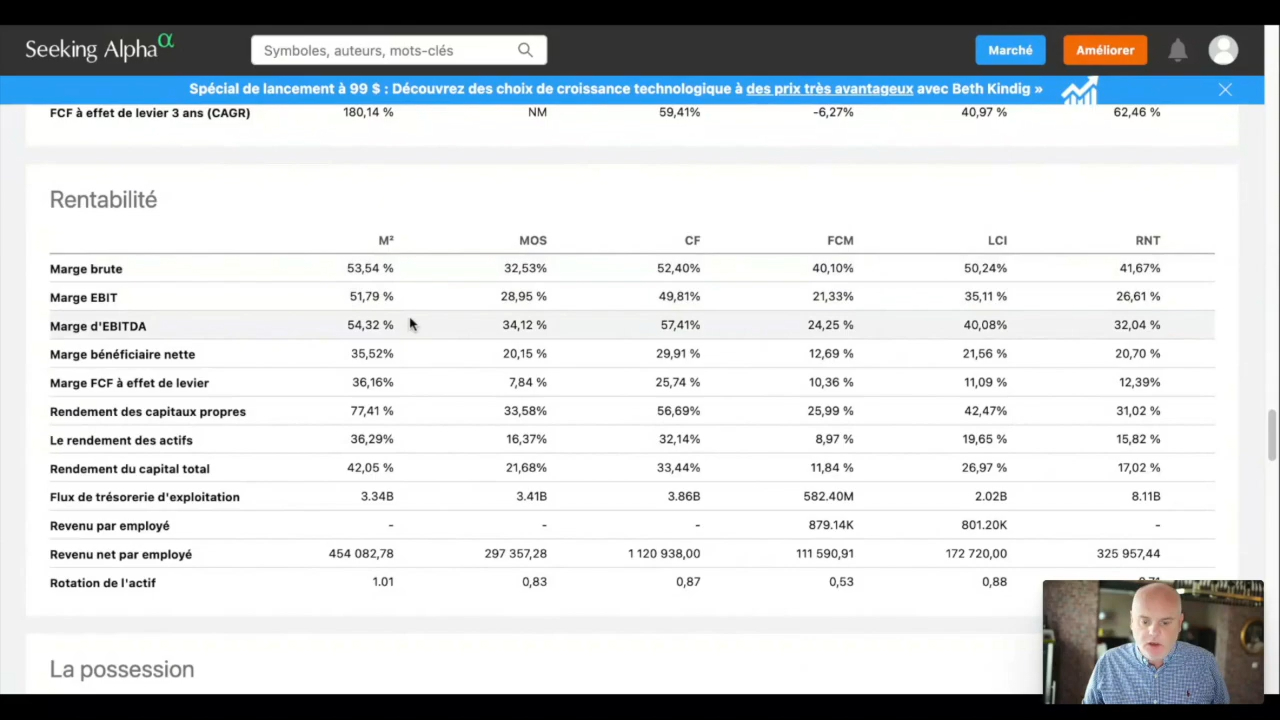 Seeking Alpha α Symboles, auteurs, mots-clés Marché Améliorer
Spécial de lancement à 99 $ : Découvrez des choix de croissance technologique à des prix très avantageux avec Beth Kindig »
FCF à effet de levier 3 ans (CAGR) 180,14 % NM 59,41% -6,27% 40,97 % 62,46 %
Rentabilité
M² MOS CF FCM LCI RNT
Marge brute 53,54 % 32,53% 52,40% 40,10% 50,24% 41,67%
Marge EBIT 51,79 % 28,95 % 49,81% 21,33% 35,11 % 26,61 %
Marge d'EBITDA 54,32 % 34,12 % 57,41% 24,25 % 40,08% 32,04 %
Marge bénéficiaire nette 35,52% 20,15 % 29,91 % 12,69 % 21,56 % 20,70 %
Marge FCF à effet de levier 36,16% 7,84 % 25,74 % 10,36 % 11,09 % 12,39%
Rendement des capitaux propres 77,41 % 33,58% 56,69% 25,99 % 42,47% 31,02 %
Le rendement des actifs 36,29% 16,37% 32,14% 8,97 % 19,65 % 15,82 %
Rendement du capital total 42,05 % 21,68% 33,44% 11,84 % 26,97 % 17,02 %
Flux de trésorerie d'exploitation 3.34B 3.41B 3.86B 582.40M 2.02B 8.11B
Revenu par employé - - - 879.14K 801.20K -
Revenu net par employé 454 082,78 297 357,28 1 120 938,00 111 590,91 172 720,00 325 957,44
Rotation de l'actif 1.01 0,83 0,87 0,53 0,88
La possession